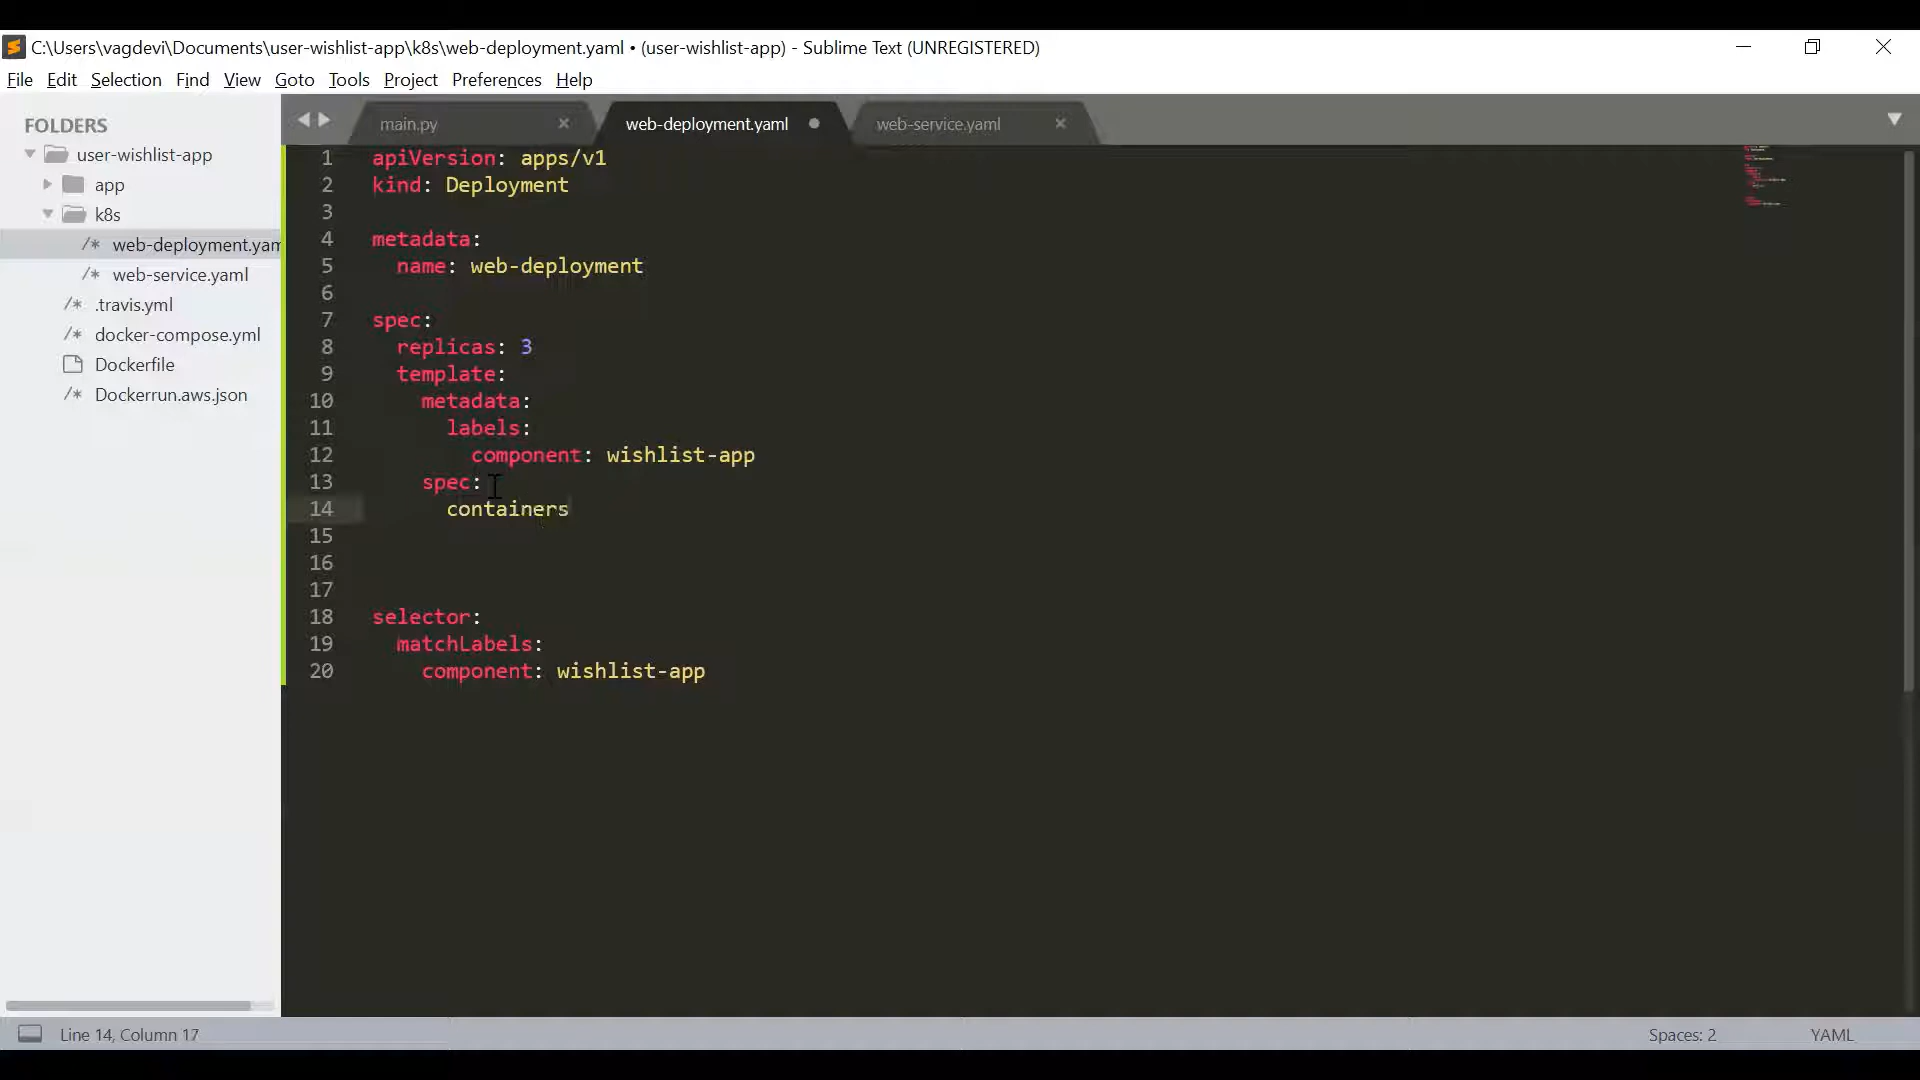 C:\Users\vagdevi\Documents\user-wishlist-app\k8s\web-deployment.yaml • (user-wishlist-app) - Sublime Text (UNREGISTERED)
File Edit Selection Find View Goto Tools Project Preferences Help
FOLDERS
user-wishlist-app
app
k8s
/* web-deployment.yam
/* web-service.yaml
/* .travis.yml
/* docker-compose.yml
Dockerfile
/* Dockerrun.aws.json
main.py
web-deployment.yaml
web-service.yaml
1 apiVersion: apps/v1
2 kind: Deployment
3
4 metadata:
5   name: web-deployment
6
7 spec:
8   replicas: 3
9   template:
10     metadata:
11       labels:
12         component: wishlist-app
13     spec:
14       containers
15
16
17
18 selector:
19   matchLabels:
20     component: wishlist-app
Line 14, Column 17
Spaces: 2
YAML